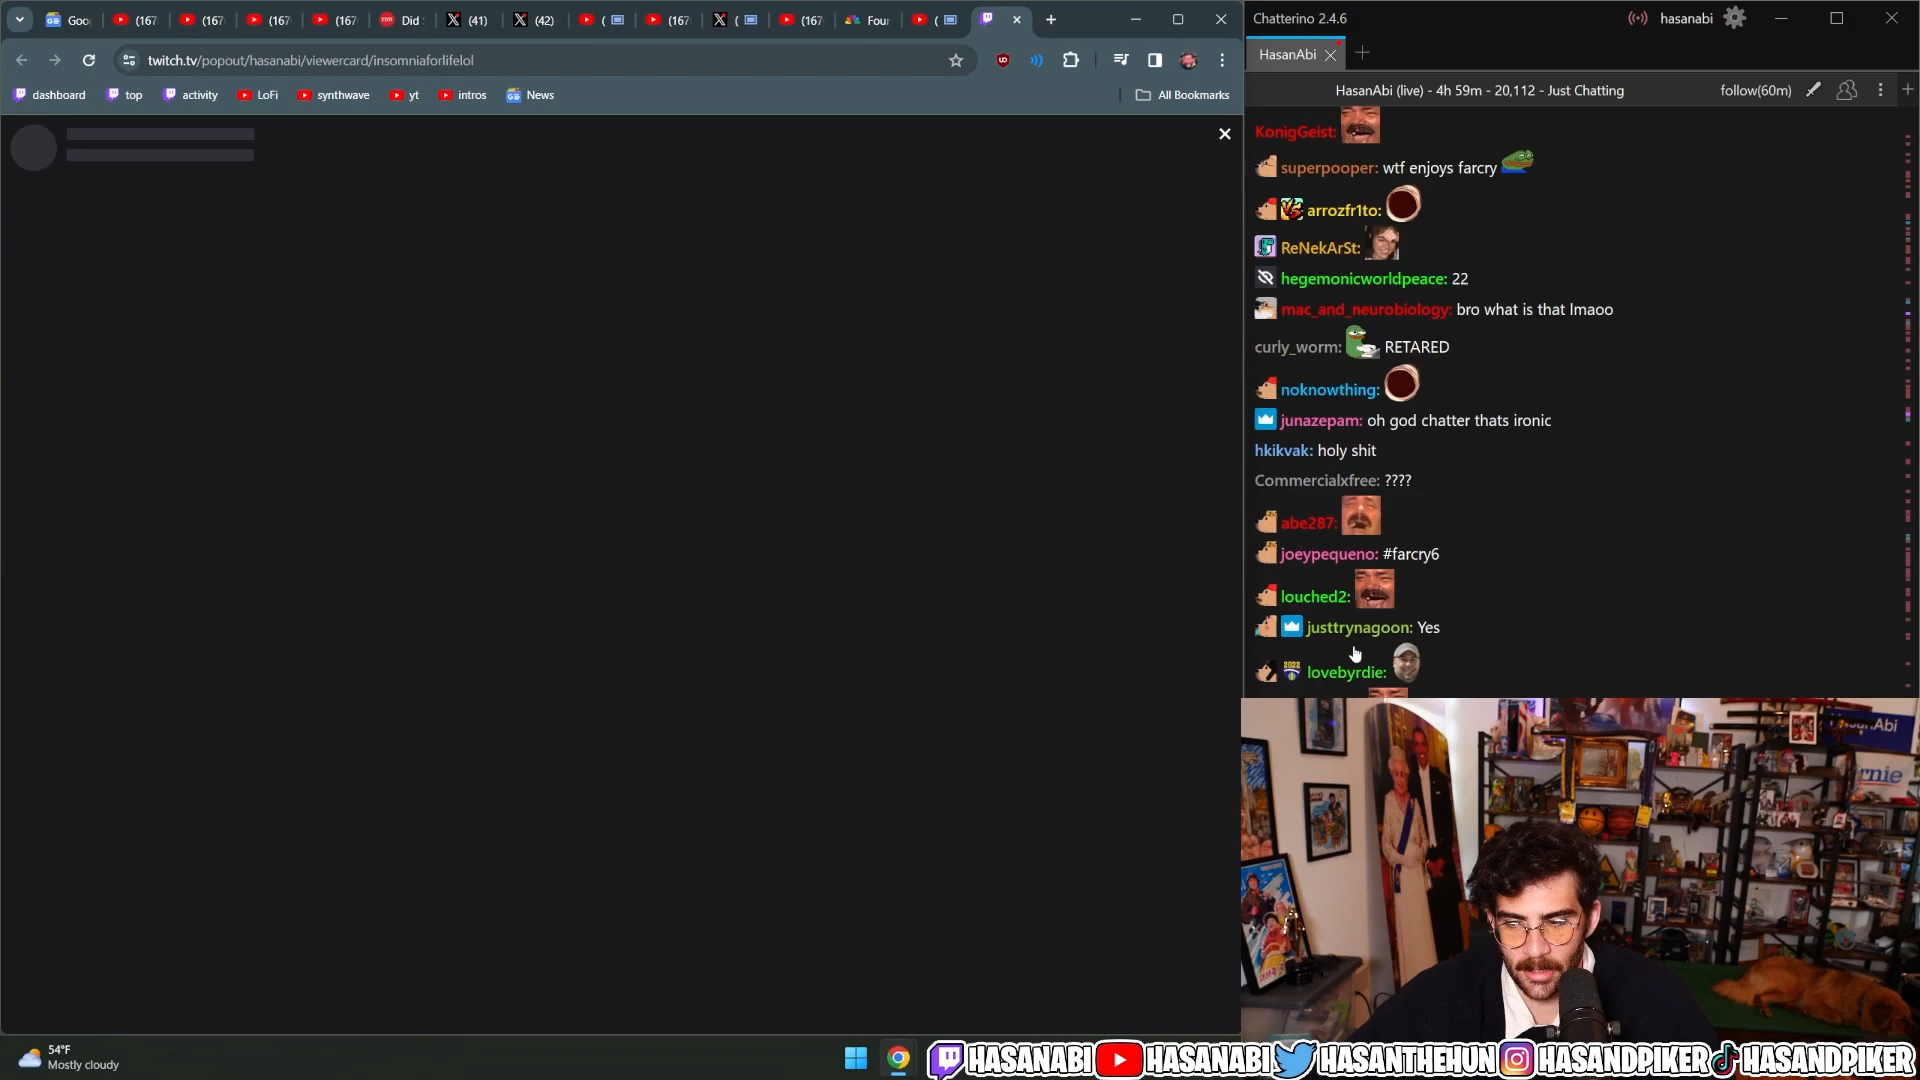 Goo
(167
(167
(167
(167
Did
(41)
(42)
(
(167
(
(167
Four
(
twitch.tv/popout/hasanabi/viewercard/insomniaforlifelol
dashboard
top
activity
LoFi
synthwave
yt
intros
News
All Bookmarks
Chatterino 2.4.6
hasanabi
HasanAbi
HasanAbi (live) - 4h 59m - 20,112 - Just Chatting
follow(60m)
KonigGeist:
superpooper: wtf enjoys farcry
arrozfr1to:
ReNekArSt:
hegemonicworldpeace: 22
mac_and_neurobiology: bro what is that lmaoo
curly_worm: RETARED
noknowthing:
junazepam: oh god chatter thats ironic
hkikvak: holy shit
Commercialxfree: ????
abe287:
joeypequeno: #farcry6
louched2:
justtrynagoon: Yes
2022
lovebyrdie:
54°F
Mostly cloudy
HASANABI
HASANABI
HASANTHEHUN
HASANDPIKER
HASANDPIKER